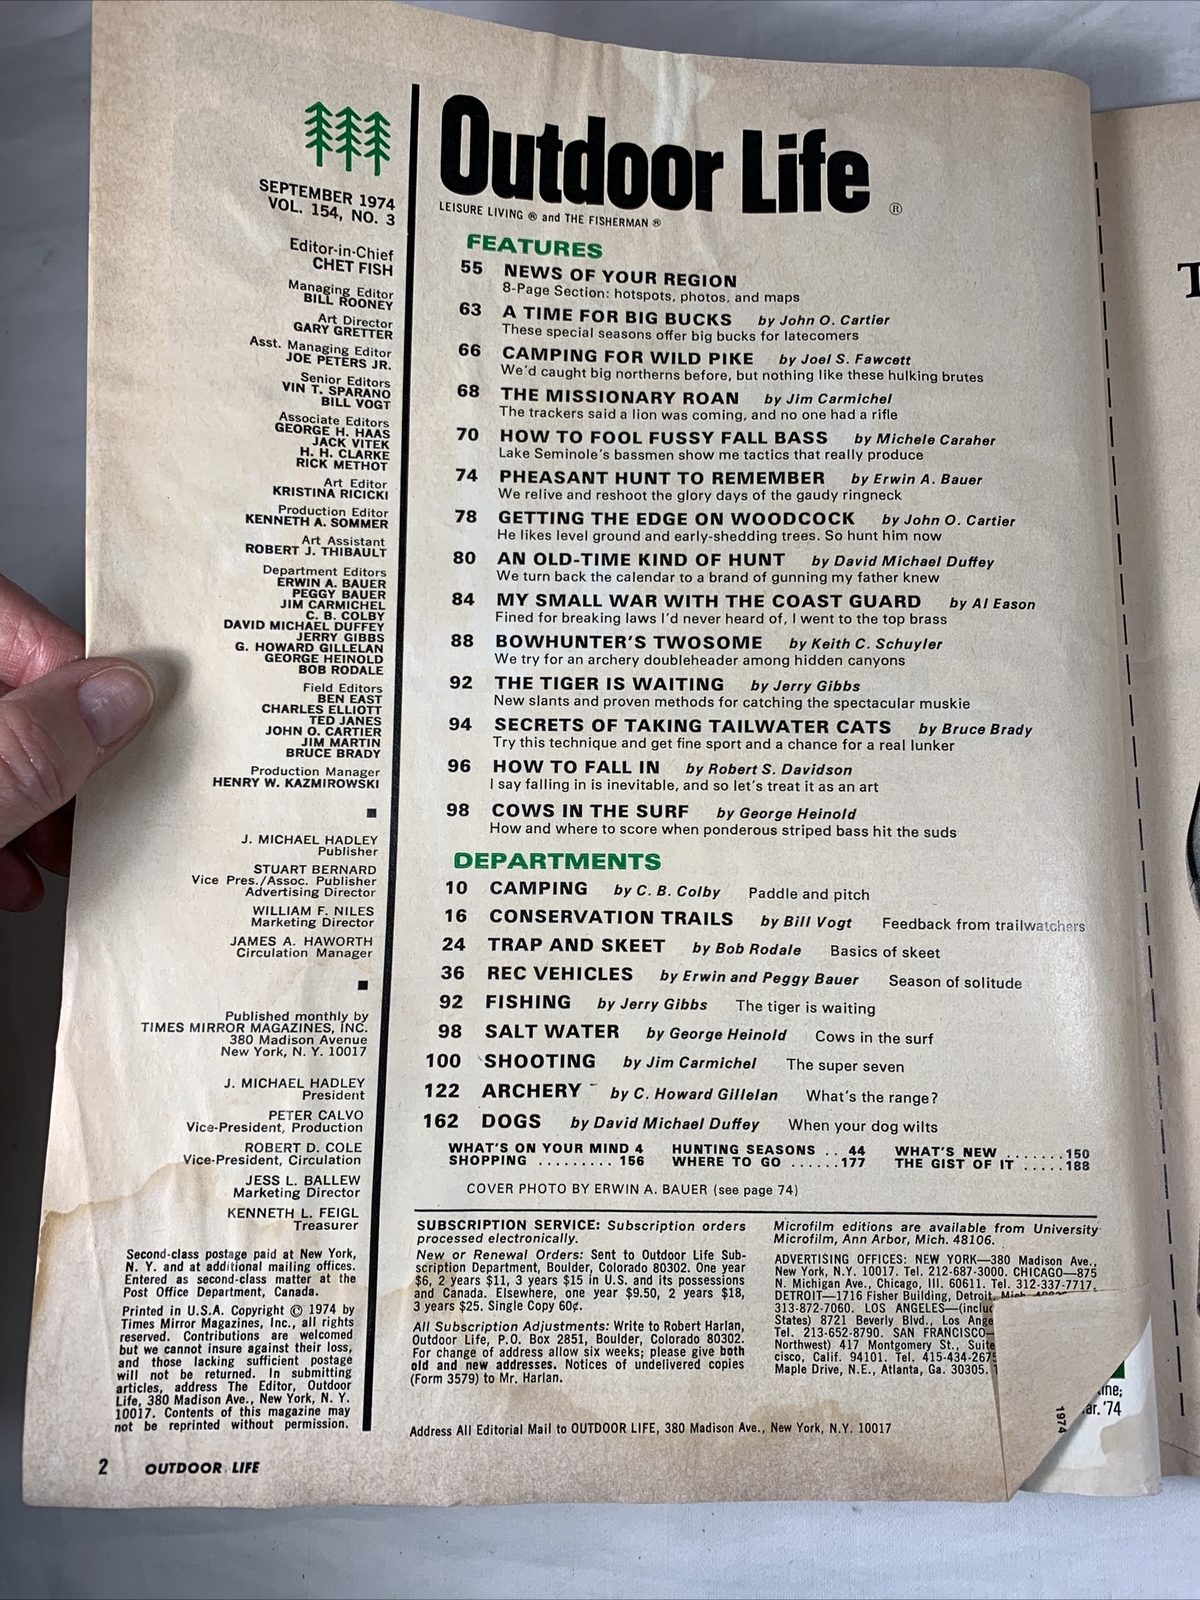 SEPTEMBER 1974
VOL. 154, NO. 3
Editor-in-Chief
CHET FISH
Managing Editor
BILL ROONEY
Art Director
GARY GRETTER
Asst. Managing Editor
JOE PETERS JR.
Senior Editors
VIN T. SPARANO
BILL VOGT
Associate Editors
GEORGE H. HAAS
JACK VITEK
H. H. CLARKE
RICK METHOT
Art Editor
KRISTINA RICICKI
Production Editor
KENNETH A. SOMMER
Art Assistant
ROBERT J. THIBAULT
Department Editors
ERWIN A. BAUER
PEGGY BAUER
JIM CARMICHEL
C. B. COLBY
DAVID MICHAEL DUFFEY
JERRY GIBBS
G. HOWARD GILLELAN
GEORGE HEINOLD
BOB RODALE
Field Editors
BEN EAST
CHARLES ELLIOTT
TED JANES
JOHN O. CARTIER
JIM MARTIN
BRUCE BRADY
Production Manager
HENRY W. KAZMIROWSKI
J. MICHAEL HADLEY
Publisher
STUART BERNARD
Vice Pres./Assoc. Publisher
Advertising Director
WILLIAM F. NILES
Marketing Director
JAMES A. HAWORTH
Circulation Manager
Published monthly by
TIMES MIRROR MAGAZINES, INC.
380 Madison Avenue
New York, N. Y. 10017
J. MICHAEL HADLEY
President
PETER CALVO
Vice-President, Production
ROBERT D. COLE
Vice-President, Circulation
JESS L. BALLEW
Marketing Director
KENNETH L. FEIGL
Treasurer
Second-class postage paid at New York,
N. Y. and at additional mailing offices.
Entered as second-class matter at the
Post Office Department, Canada.
Printed in U.S.A. Copyright © 1974 by
Times Mirror Magazines, Inc., all rights
reserved. Contributions are welcomed
but we cannot insure against their loss,
and those lacking sufficient postage
will not be returned. In submitting
articles, address The Editor, Outdoor
Life, 380 Madison Ave., New York, N. Y.
10017. Contents of this magazine may
not be reprinted without permission.
2 OUTDOOR LIFE
Outdoor Life ®
LEISURE LIVING ® and THE FISHERMAN ®
FEATURES
55 NEWS OF YOUR REGION
8-Page Section: hotspots, photos, and maps
63 A TIME FOR BIG BUCKS by John O. Cartier
These special seasons offer big bucks for latecomers
66 CAMPING FOR WILD PIKE by Joel S. Fawcett
We'd caught big northerns before, but nothing like these hulking brutes
68 THE MISSIONARY ROAN by Jim Carmichel
The trackers said a lion was coming, and no one had a rifle
70 HOW TO FOOL FUSSY FALL BASS by Michele Caraher
Lake Seminole's bassmen show me tactics that really produce
74 PHEASANT HUNT TO REMEMBER by Erwin A. Bauer
We relive and reshoot the glory days of the gaudy ringneck
78 GETTING THE EDGE ON WOODCOCK by John O. Cartier
He likes level ground and early-shedding trees. So hunt him now
80 AN OLD-TIME KIND OF HUNT by David Michael Duffey
We turn back the calendar to a brand of gunning my father knew
84 MY SMALL WAR WITH THE COAST GUARD by Al Eason
Fined for breaking laws I'd never heard of, I went to the top brass
88 BOWHUNTER'S TWOSOME by Keith C. Schuyler
We try for an archery doubleheader among hidden canyons
92 THE TIGER IS WAITING by Jerry Gibbs
New slants and proven methods for catching the spectacular muskie
94 SECRETS OF TAKING TAILWATER CATS by Bruce Brady
Try this technique and get fine sport and a chance for a real lunker
96 HOW TO FALL IN by Robert S. Davidson
I say falling in is inevitable, and so let's treat it as an art
98 COWS IN THE SURF by George Heinold
How and where to score when ponderous striped bass hit the suds
DEPARTMENTS
10 CAMPING by C. B. Colby Paddle and pitch
16 CONSERVATION TRAILS by Bill Vogt Feedback from trailwatchers
24 TRAP AND SKEET by Bob Rodale Basics of skeet
36 REC VEHICLES by Erwin and Peggy Bauer Season of solitude
92 FISHING by Jerry Gibbs The tiger is waiting
98 SALT WATER by George Heinold Cows in the surf
100 SHOOTING by Jim Carmichel The super seven
122 ARCHERY by C. Howard Gillelan What's the range?
162 DOGS by David Michael Duffey When your dog wilts
WHAT'S ON YOUR MIND 4 HUNTING SEASONS .. 44 WHAT'S NEW .......150
SHOPPING ......... 156 WHERE TO GO ......177 THE GIST OF IT .....188
COVER PHOTO BY ERWIN A. BAUER (see page 74)
SUBSCRIPTION SERVICE: Subscription orders
processed electronically.
New or Renewal Orders: Sent to Outdoor Life Sub-
scription Department, Boulder, Colorado 80302. One year
$6, 2 years $11, 3 years $15 in U.S. and its possessions
and Canada. Elsewhere, one year $9.50, 2 years $18,
3 years $25. Single Copy 60¢.
All Subscription Adjustments: Write to Robert Harlan,
Outdoor Life, P.O. Box 2851, Boulder, Colorado 80302.
For change of address allow six weeks; please give both
old and new addresses. Notices of undelivered copies
(Form 3579) to Mr. Harlan.
Microfilm editions are available from University
Microfilm, Ann Arbor, Mich. 48106.
ADVERTISING OFFICES: NEW YORK—380 Madison Ave.,
New York, N.Y. 10017. Tel. 212-687-3000. CHICAGO—875
N. Michigan Ave., Chicago, Ill. 60611. Tel. 312-337-7717.
DETROIT—1716 Fisher Building, Detroit, Mich.
313-872-7060. LOS ANGELES—(includ
States) 8721 Beverly Blvd., Los Ange
Tel. 213-652-8790. SAN FRANCISCO—
Northwest) 417 Montgomery St., Suite
cisco, Calif. 94101. Tel. 415-434-267
Maple Drive, N.E., Atlanta, Ga. 30305.
Address All Editorial Mail to OUTDOOR LIFE, 380 Madison Ave., New York, N.Y. 10017
1974
ine;
ar. '74
T